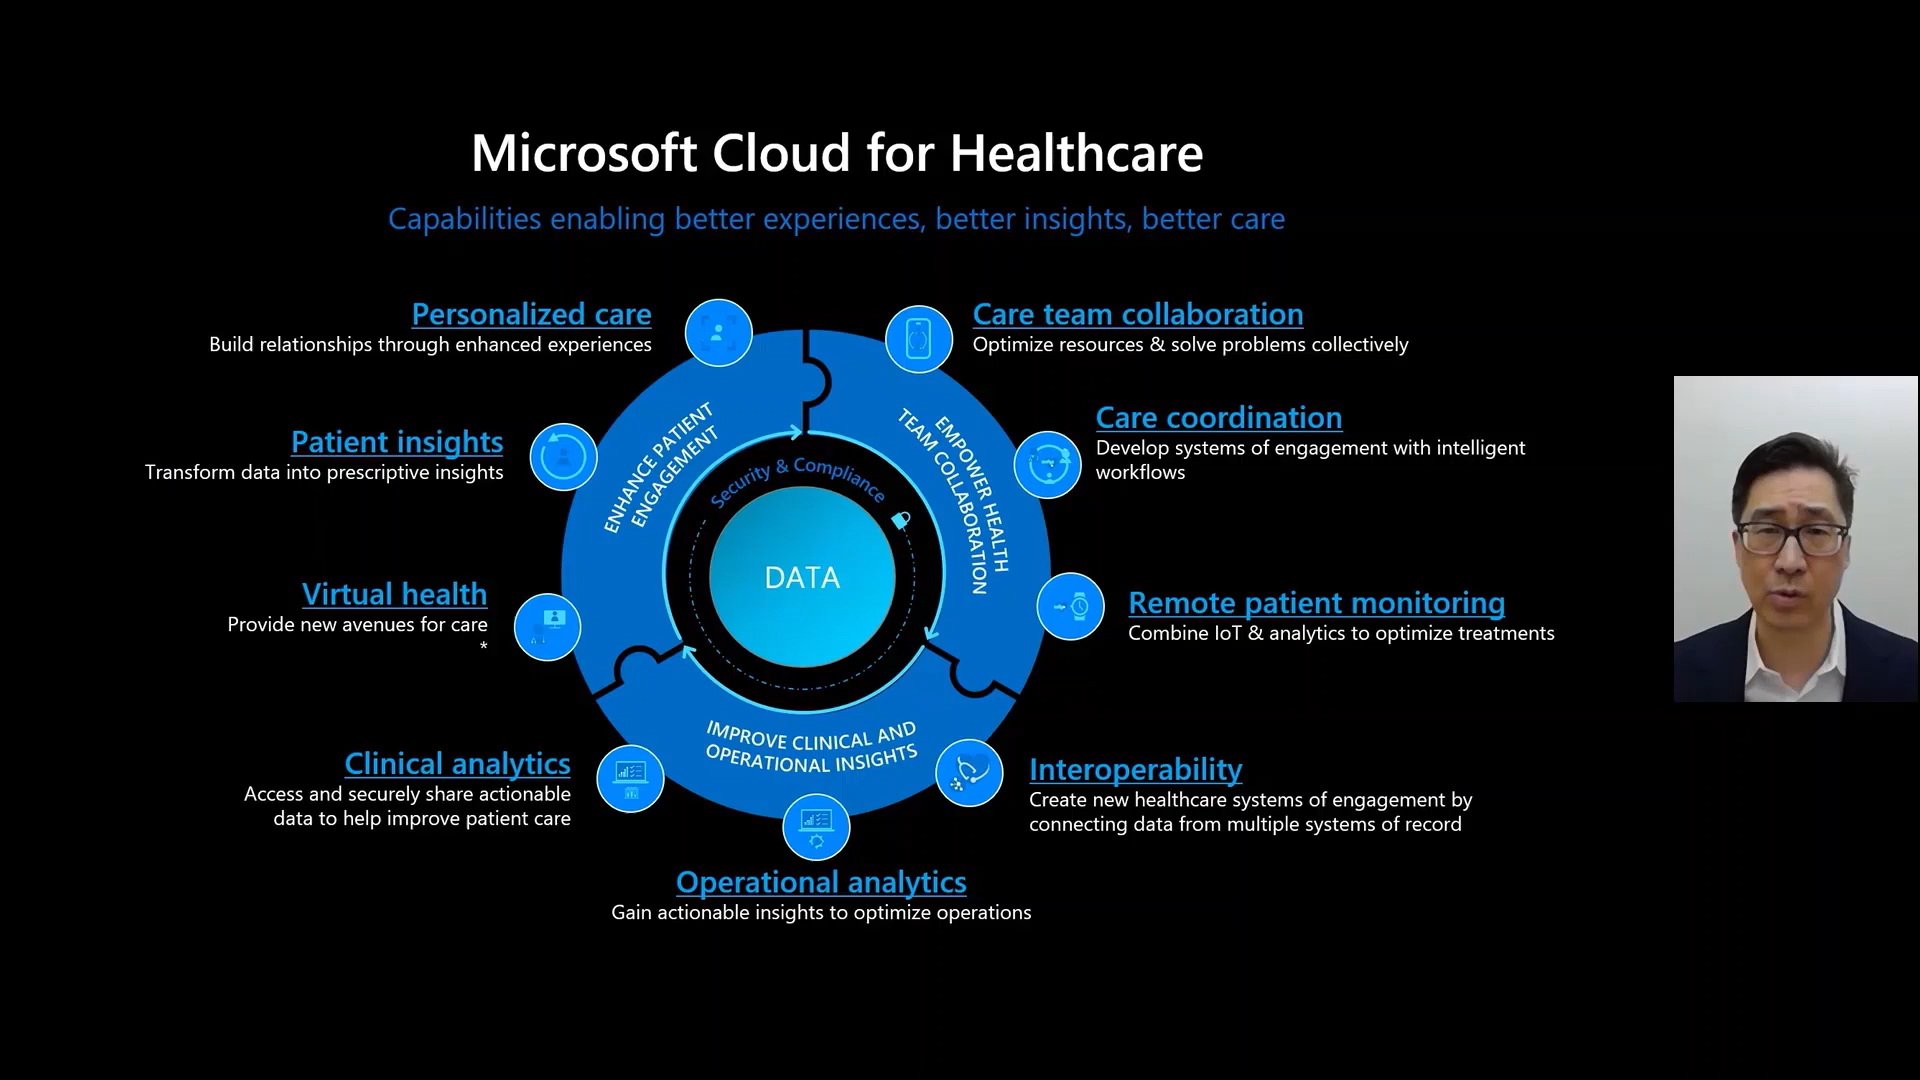 Microsoft Cloud for Healthcare
Capabilities enabling better experiences, better insights, better care
Personalized care
Build relationships through enhanced experiences
Patient insights
Transform data into prescriptive insights
Virtual health
Provide new avenues for care
*
Clinical analytics
Access and securely share actionable
data to help improve patient care
Operational analytics
Gain actionable insights to optimize operations
Care team collaboration
Optimize resources & solve problems collectively
Care coordination
Develop systems of engagement with intelligent
workflows
Remote patient monitoring
Combine IoT & analytics to optimize treatments
Interoperability
Create new healthcare systems of engagement by
connecting data from multiple systems of record
ENHANCE PATIENT
ENGAGEMENT
EMPOWER HEALTH
TEAM COLLABORATION
IMPROVE CLINICAL AND
OPERATIONAL INSIGHTS
Security & Compliance
DATA